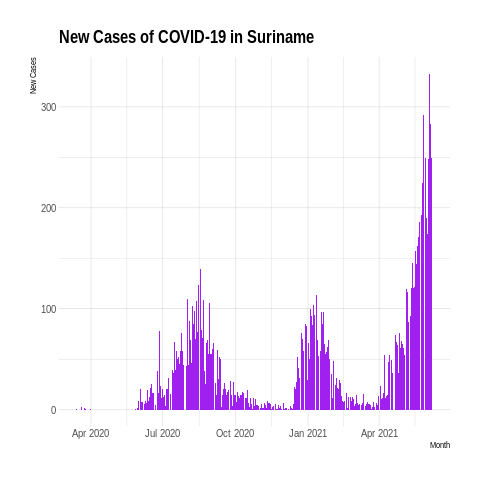 New Cases of COVID-19 in Suriname
New Cases
300
200
100
0
Apr 2020 Jul 2020 Oct 2020 Jan 2021 Apr 2021
Month